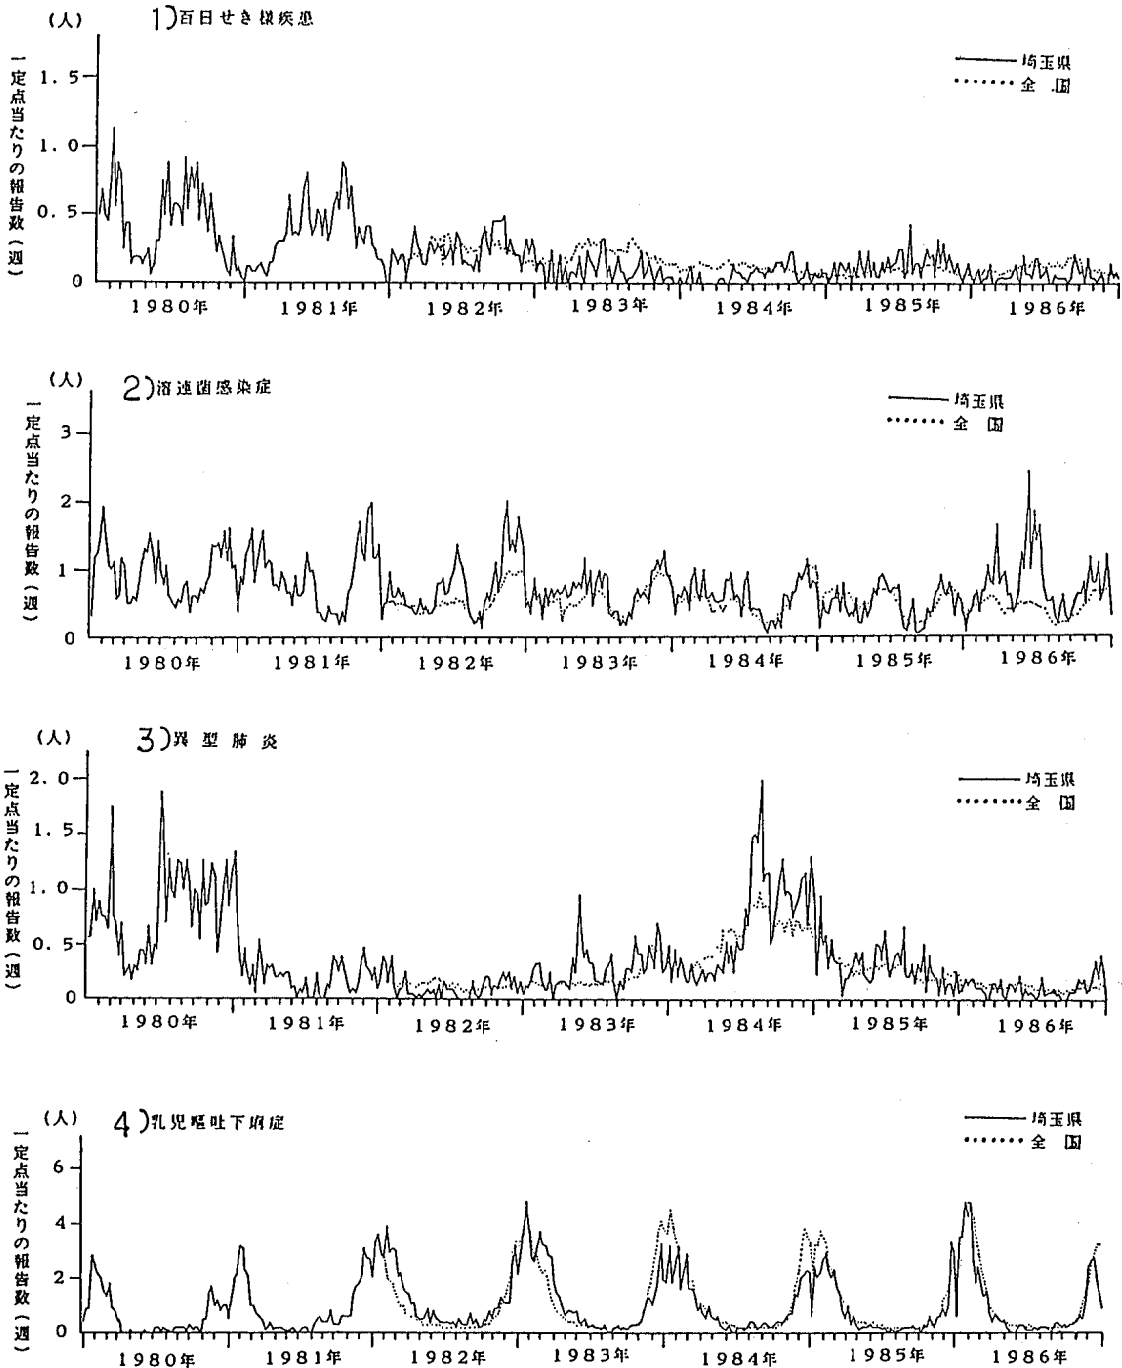 (人)
1)百日せき様疾患
一定点当たりの報告数(週)
埼玉県
全国
1.5
1.0
0.5
0
1980年 1981年 1982年 1983年 1984年 1985年 1986年
(人)
2)溶連菌感染症
一定点当たりの報告数(週)
埼玉県
全国
3
2
1
0
1980年 1981年 1982年 1983年 1984年 1985年 1986年
(人)
3)異型肺炎
一定点当たりの報告数(週)
埼玉県
全国
2.0
1.5
1.0
0.5
0
1980年 1981年 1982年 1983年 1984年 1985年 1986年
(人)
4)乳児嘔吐下痢症
一定点当たりの報告数(週)
埼玉県
全国
6
4
2
0
1980年 1981年 1982年 1983年 1984年 1985年 1986年